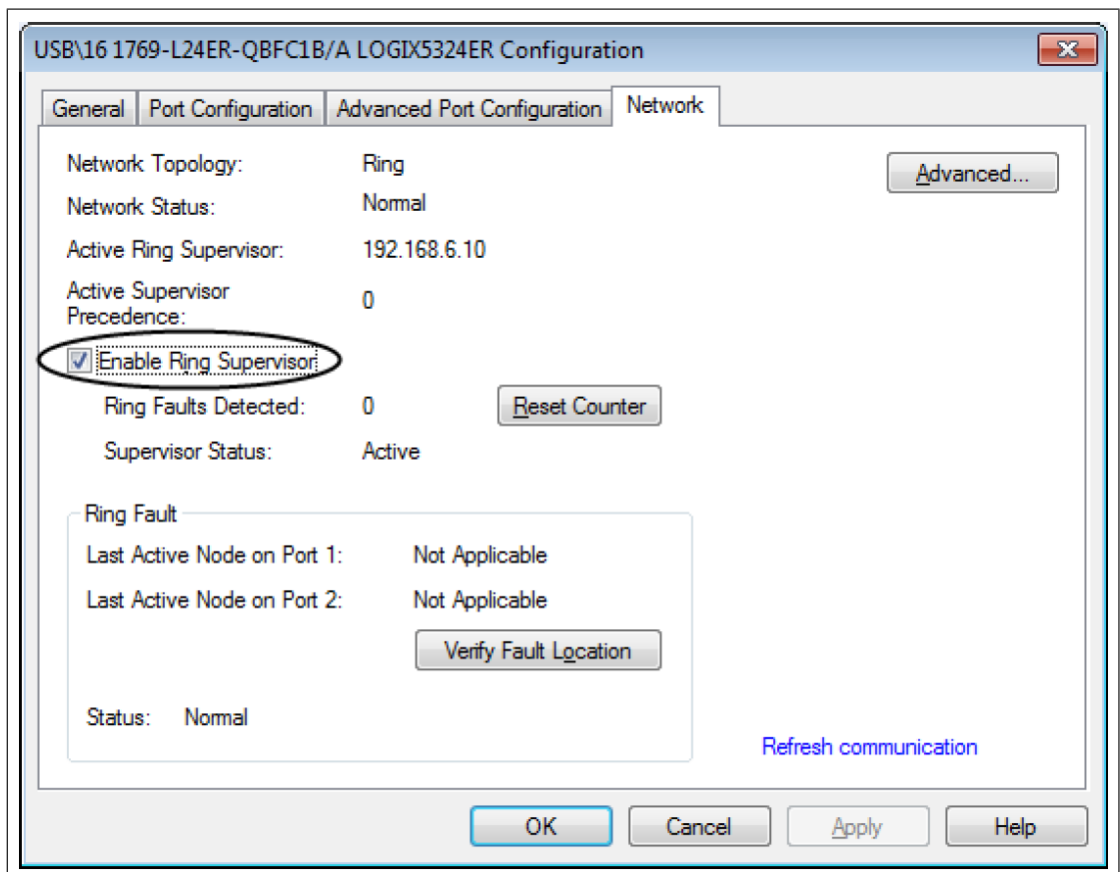 USB\16 1769-L24ER-QBFC1B/A LOGIX5324ER Configuration
General Port Configuration Advanced Port Configuration Network
Network Topology: Ring Advanced...
Network Status: Normal
Active Ring Supervisor: 192.168.6.10
Active Supervisor
Precedence: 0
Enable Ring Supervisor
Ring Faults Detected: 0 Reset Counter
Supervisor Status: Active
Ring Fault
Last Active Node on Port 1: Not Applicable
Last Active Node on Port 2: Not Applicable
Verify Fault Location
Status: Normal
Refresh communication
OK Cancel Apply Help